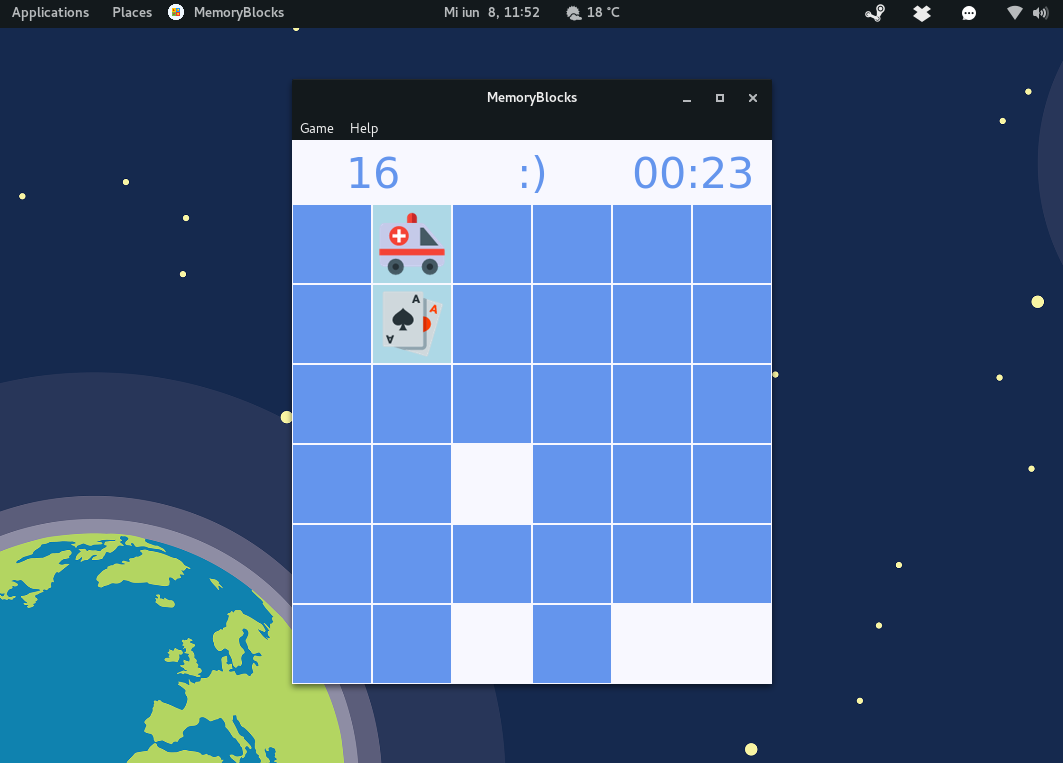 Applications Places MemoryBlocks Mi iun 8, 11:52 18 °C
MemoryBlocks
Game Help
16 :) 00:23
A A
A